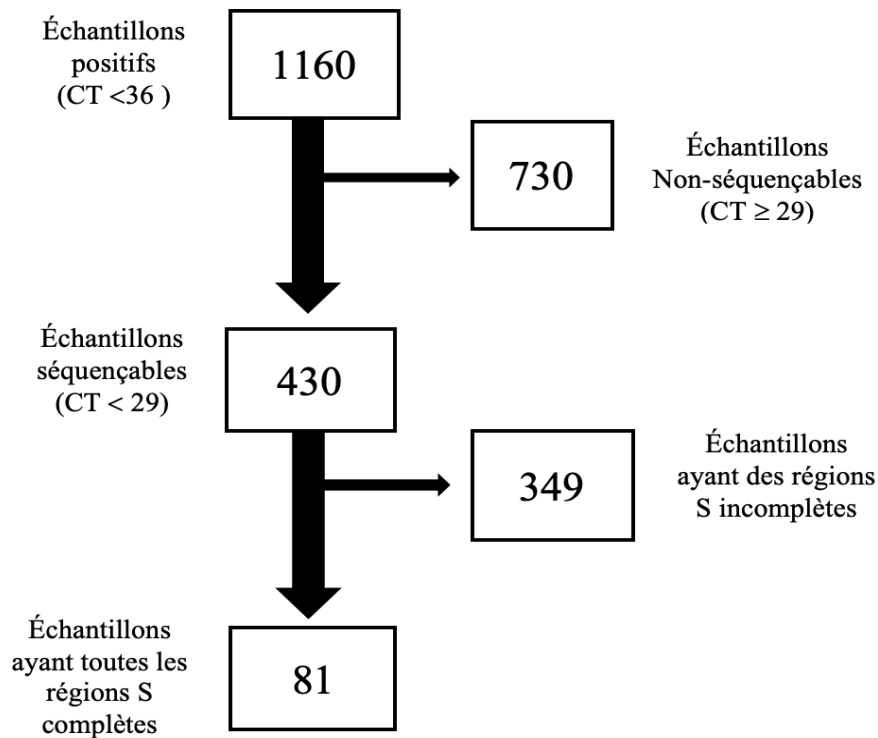 Échantillons
positifs
(CT <36 )
1160
730
Échantillons
Non-séquençables
(CT ≥ 29)
Échantillons
séquençables
(CT < 29)
430
349
Échantillons
ayant des régions
S incomplètes
Échantillons
ayant toutes les
régions S
complètes
81